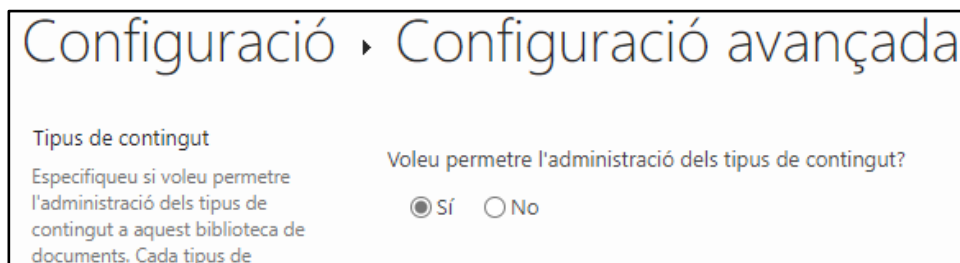 Configuració ▸ Configuració avançada
Tipus de contingut
Especifiqueu si voleu permetre
l'administració dels tipus de
contingut a aquest biblioteca de
documents. Cada tipus de
Voleu permetre l'administració dels tipus de contingut?
Sí No